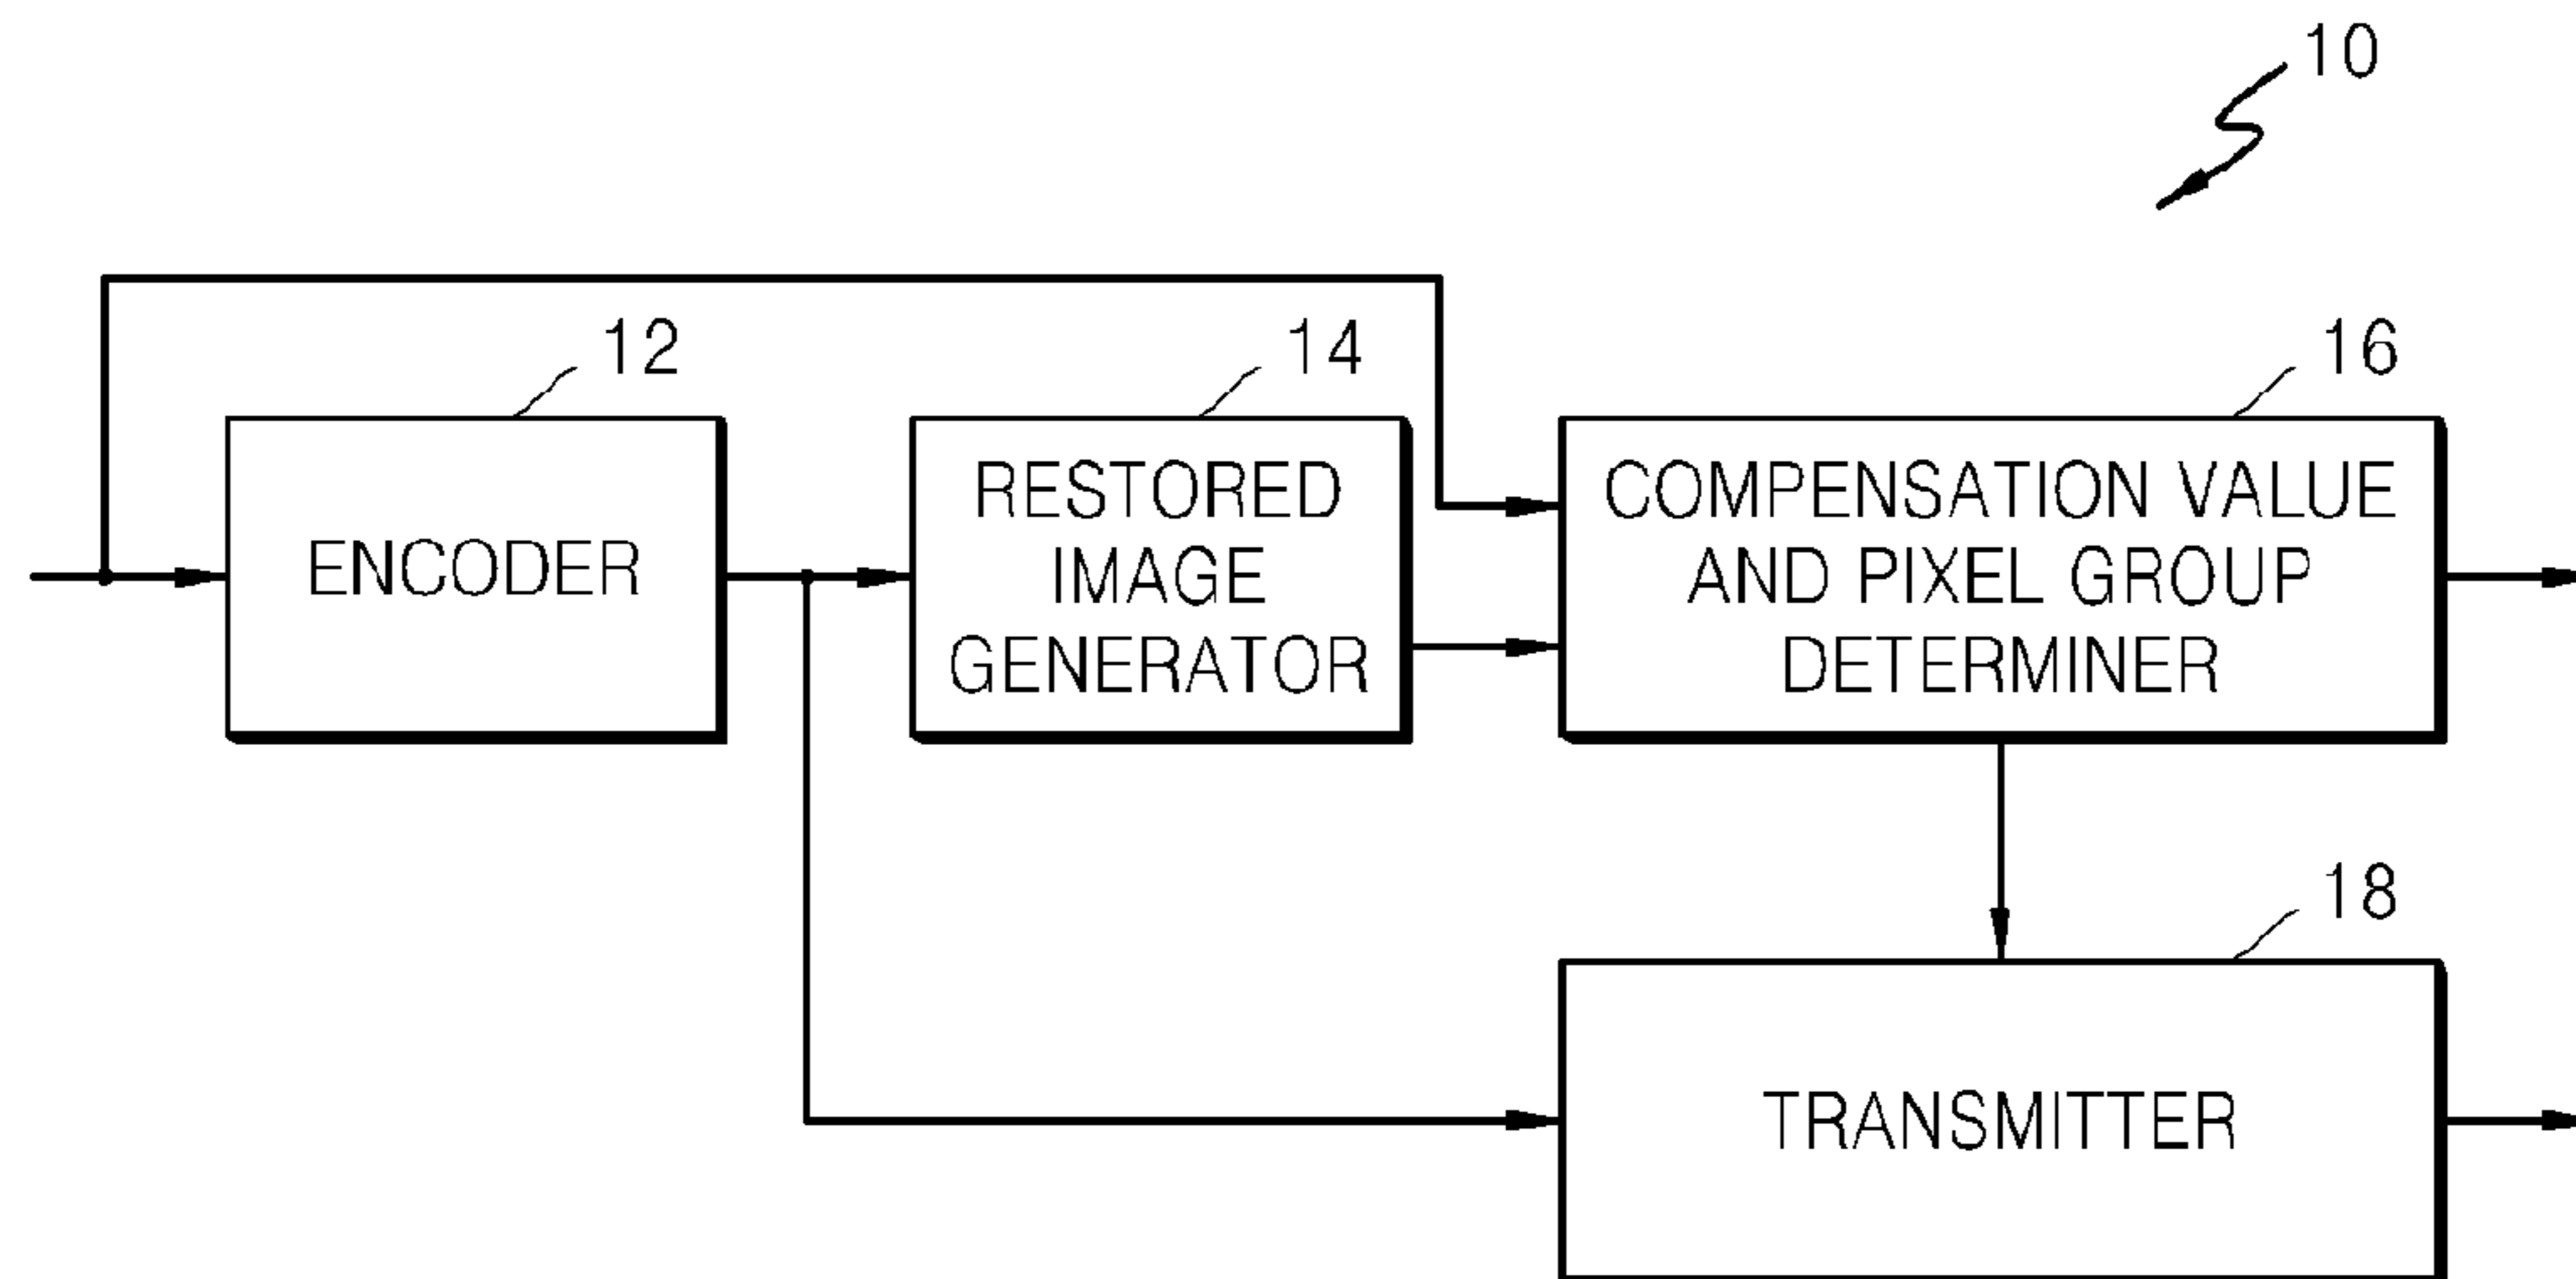 10
12
14
16
ENCODER
RESTORED
IMAGE
GENERATOR
COMPENSATION VALUE
AND PIXEL GROUP
DETERMINER
18
TRANSMITTER